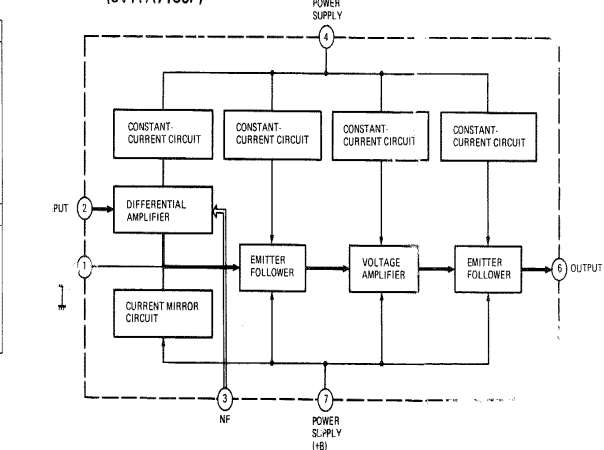 POWER
SUPPLY
4
CONSTANT-
CURRENT CIRCUIT
CONSTANT-
CURRENT CIRCUIT
CONSTANT-
CURRENT CIRCUIT
CONSTANT-
CURRENT CIRCUIT
PUT
2
DIFFERENTIAL
AMPLIFIER
1
EMITTER
FOLLOWER
VOLTAGE
AMPLIFIER
EMITTER
FOLLOWER
6
OUTPUT
CURRENT MIRROR
CIRCUIT
3
7
NF
POWER
SUPPLY
(+B)